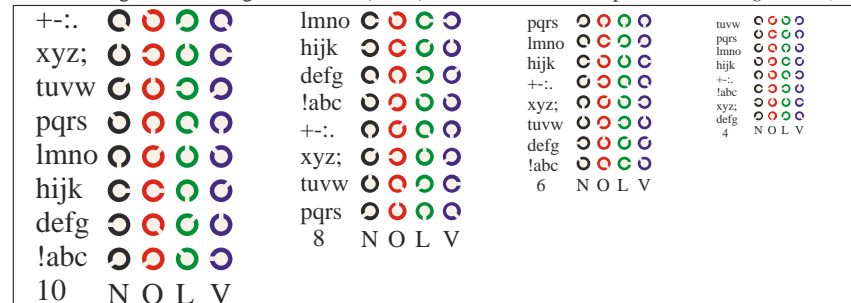 +-:.
xyz;
tuvw
pqrs
lmno
hijk
defg
!abc
10 N O L V
lmno
hijk
defg
!abc
+-:.
xyz;
tuvw
pqrs
8 N O L V
pqrs
lmno
hijk
+-:.
xyz;
tuvw
defg
!abc
6 N O L V
tuvw
pqrs
lmno
hijk
+-:.
!abc
xyz;
defg
4 N O L V